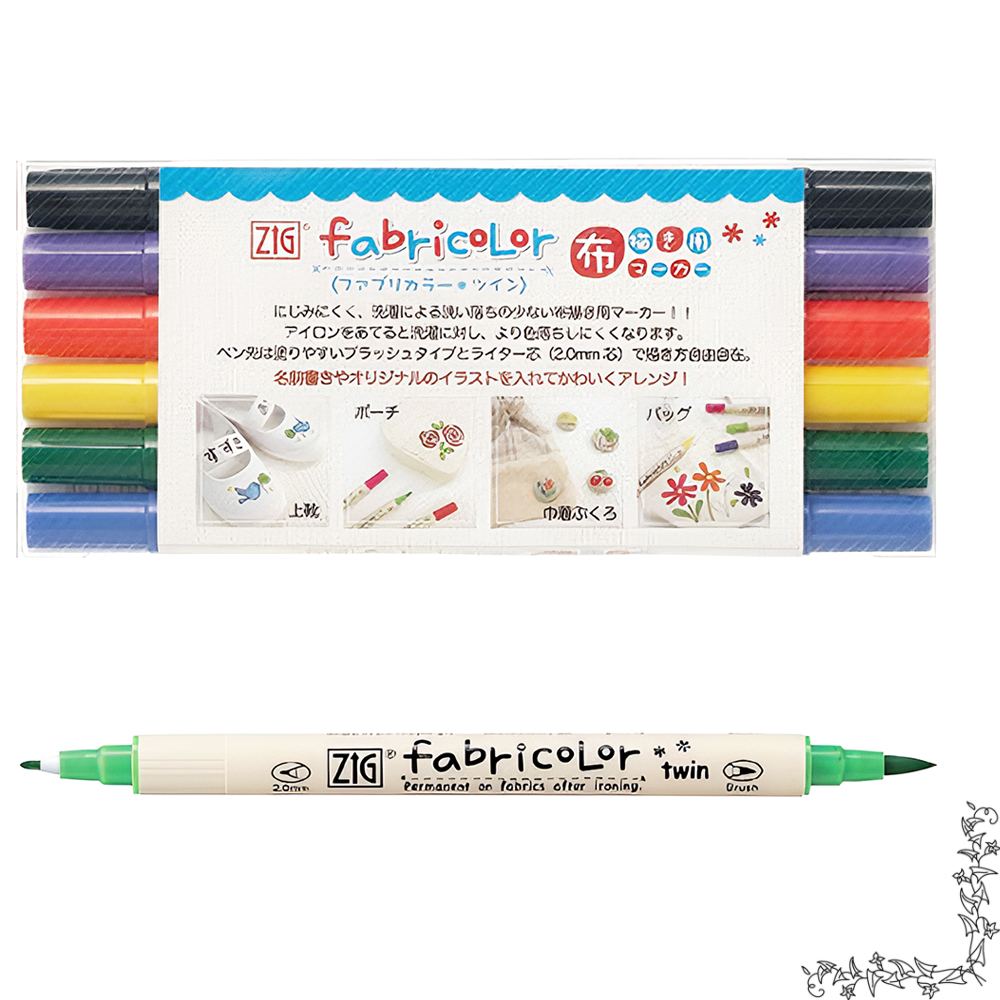 ZIG® fabricolor 布 描き用
マーカー
〈ファブリカラー・ツイン〉
にじみにくく、洗濯による洗い落ちの少ない布描き用マーカー！！
アイロンをあてると洗濯に対し、より色落ちしにくくなります。
ペン先は塗りやすいブラッシュタイプとライター芯（2.0mm芯）で描き方自由自在。
名前書きやオリジナルのイラストを入れてかわいくアレンジ！
ポーチ
バッグ
すずき
上靴
巾着ぶくろ
ZIG® fabricolor twin
2.0mm
Permanent on fabrics after ironing.
Brush